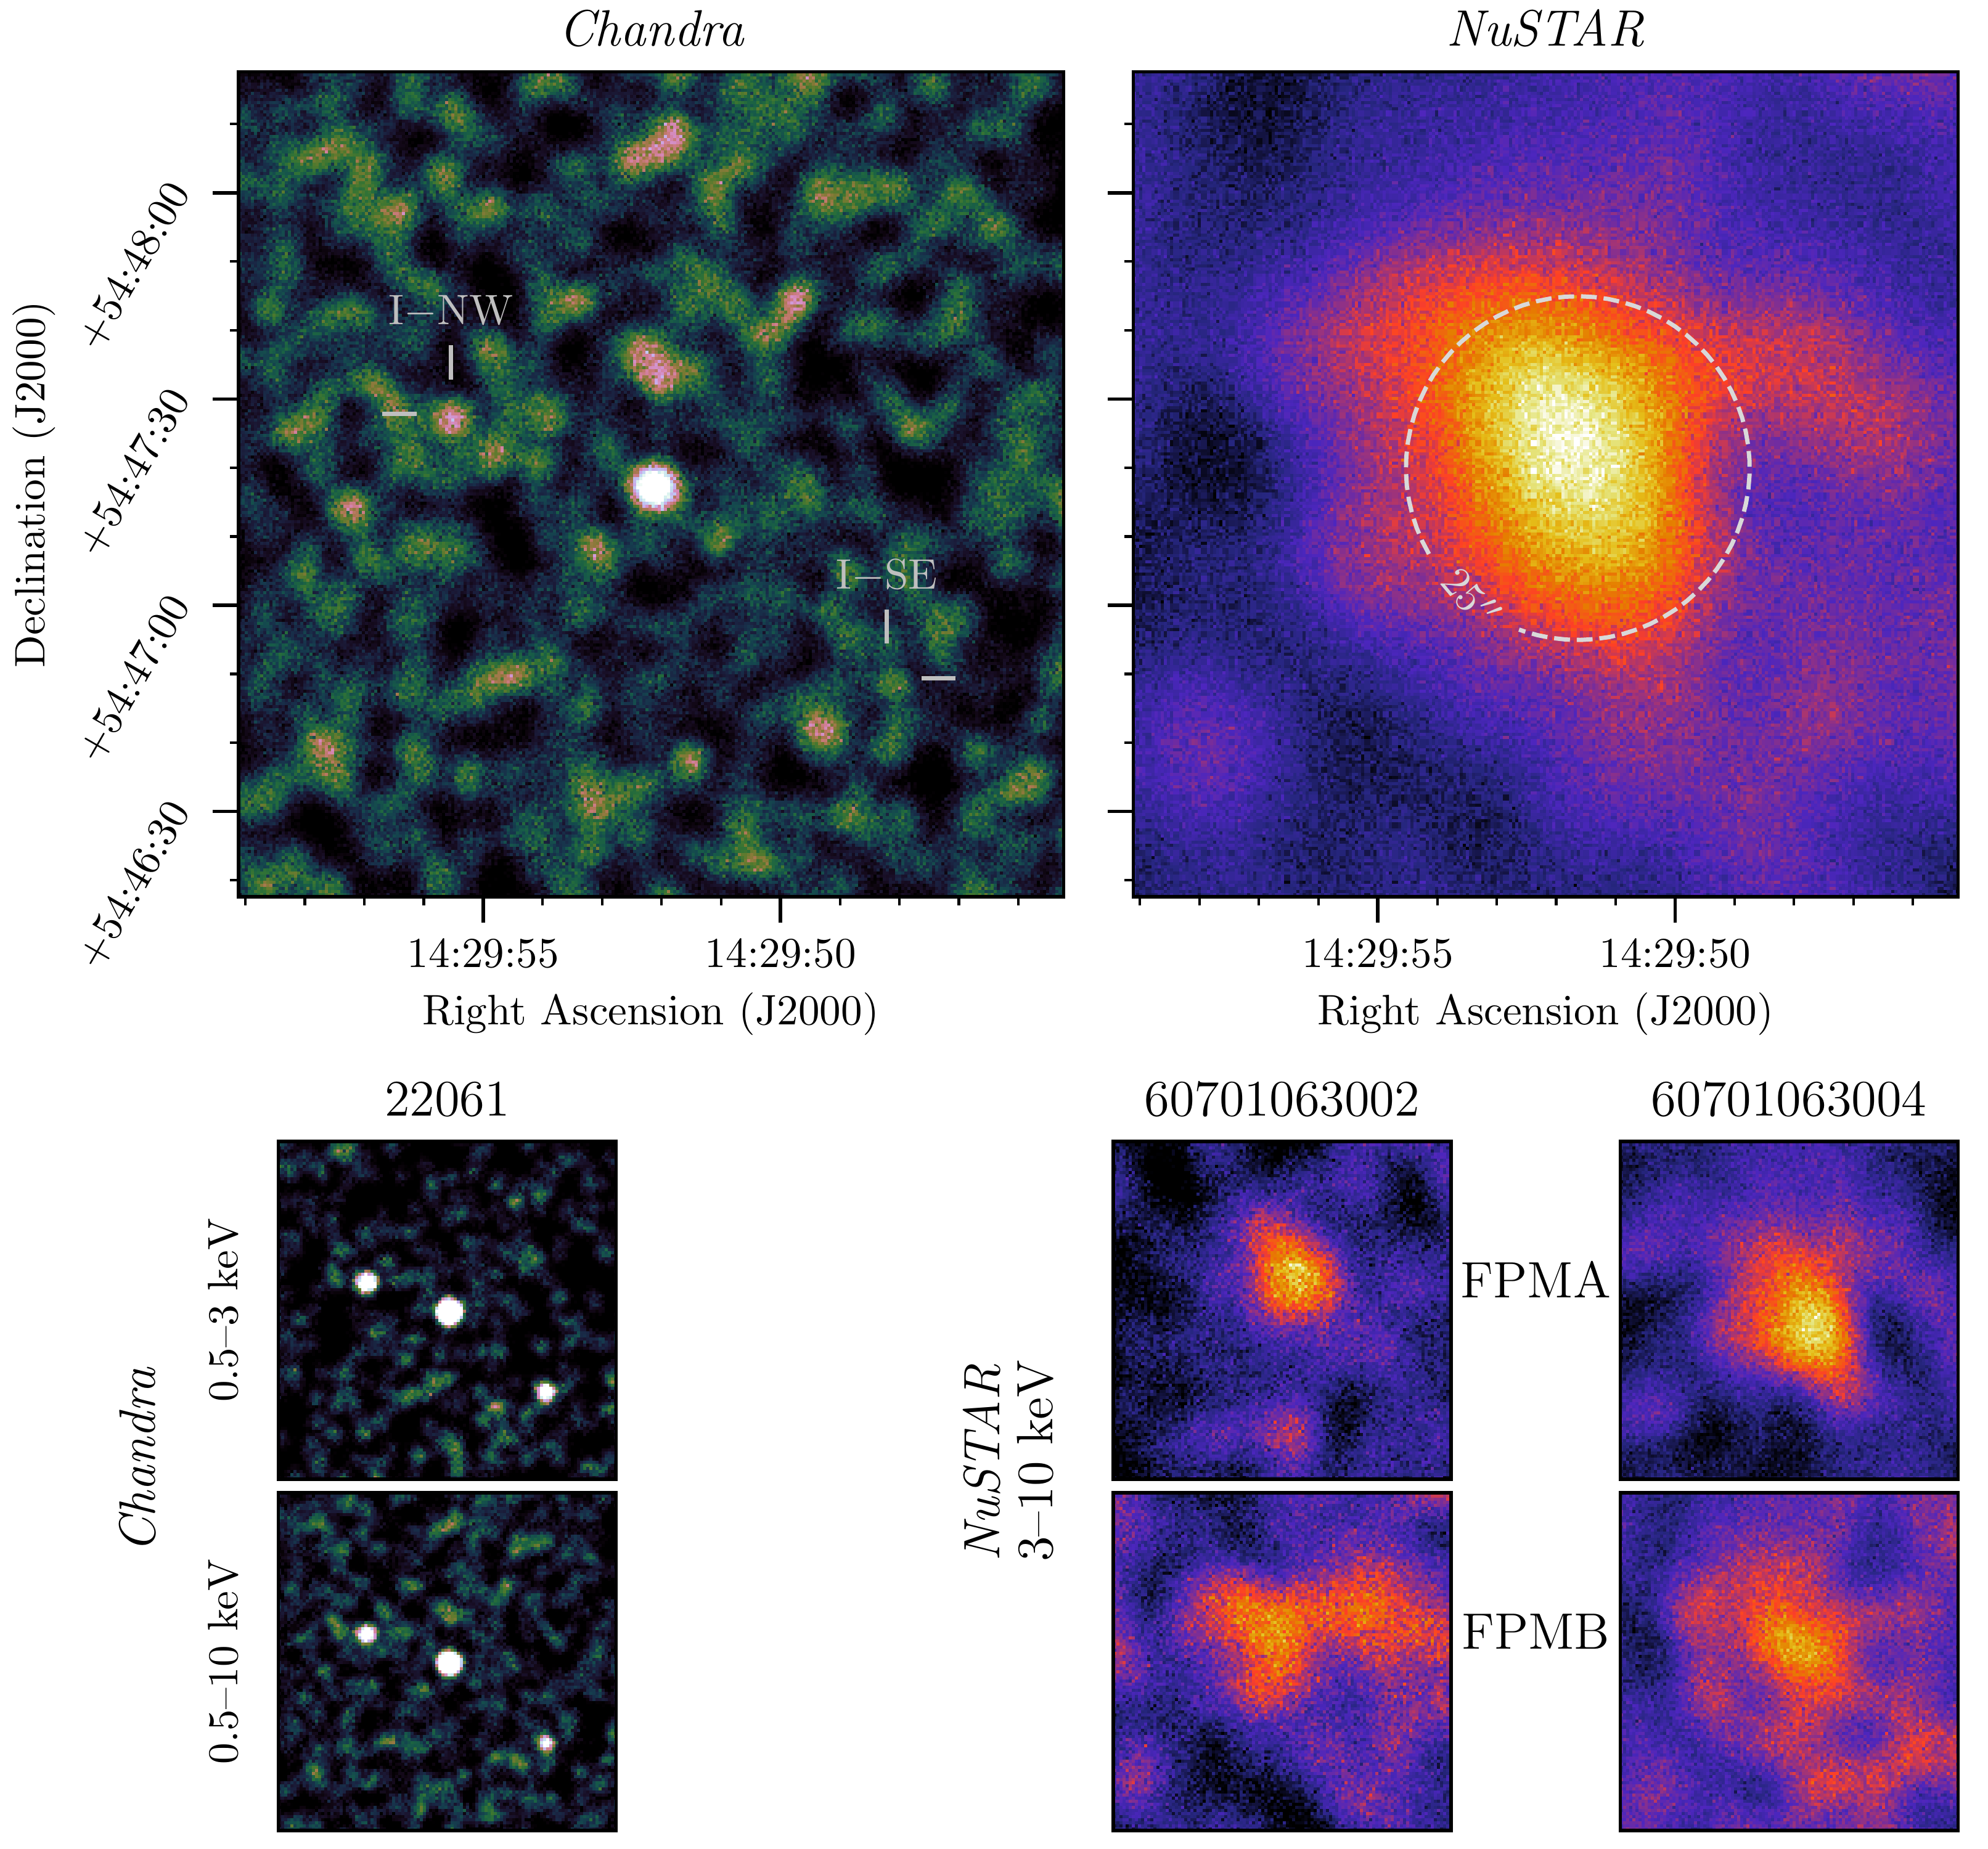 Chandra
NuSTAR
Declination (J2000)
+54:48:00
+54:47:30
+54:47:00
+54:46:30
I–NW
I–SE
25″
14:29:55
14:29:50
14:29:55
14:29:50
Right Ascension (J2000)
Right Ascension (J2000)
22061
60701063002
60701063004
Chandra
0.5–3 keV
0.5–10 keV
NuSTAR
3–10 keV
FPMA
FPMB